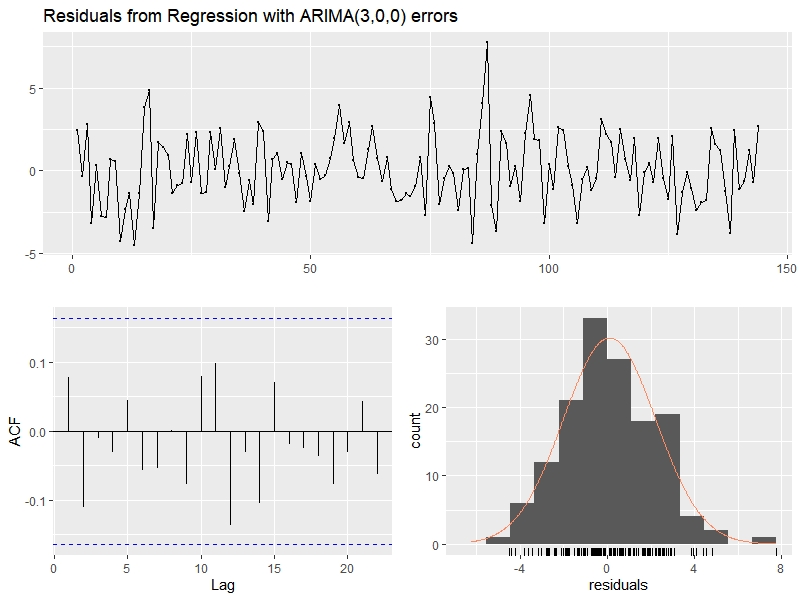 Residuals from Regression with ARIMA(3,0,0) errors
5
0
-5
0 50 100 150
0.1
0.0
-0.1
ACF
0 5 10 15 20
Lag
30
20
10
0
count
-4 0 4 8
residuals